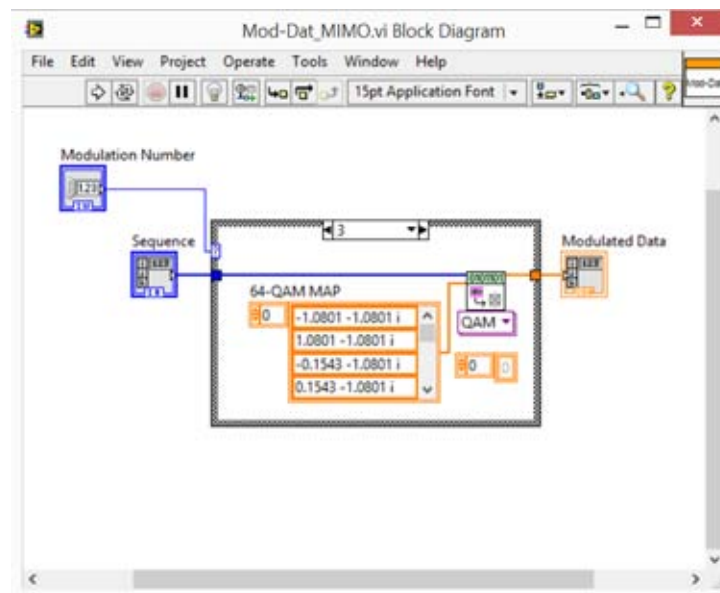 Mod-Dat_MIMO.vi Block Diagram
File Edit View Project Operate Tools Window Help
15pt Application Font
Modulation Number
1.23
3
Sequence
Modulated Data
64-QAM MAP
0
-1.0801 -1.0801 i
1.0801 -1.0801 i
-0.1543 -1.0801 i
0.1543 -1.0801 i
QAM
0
0